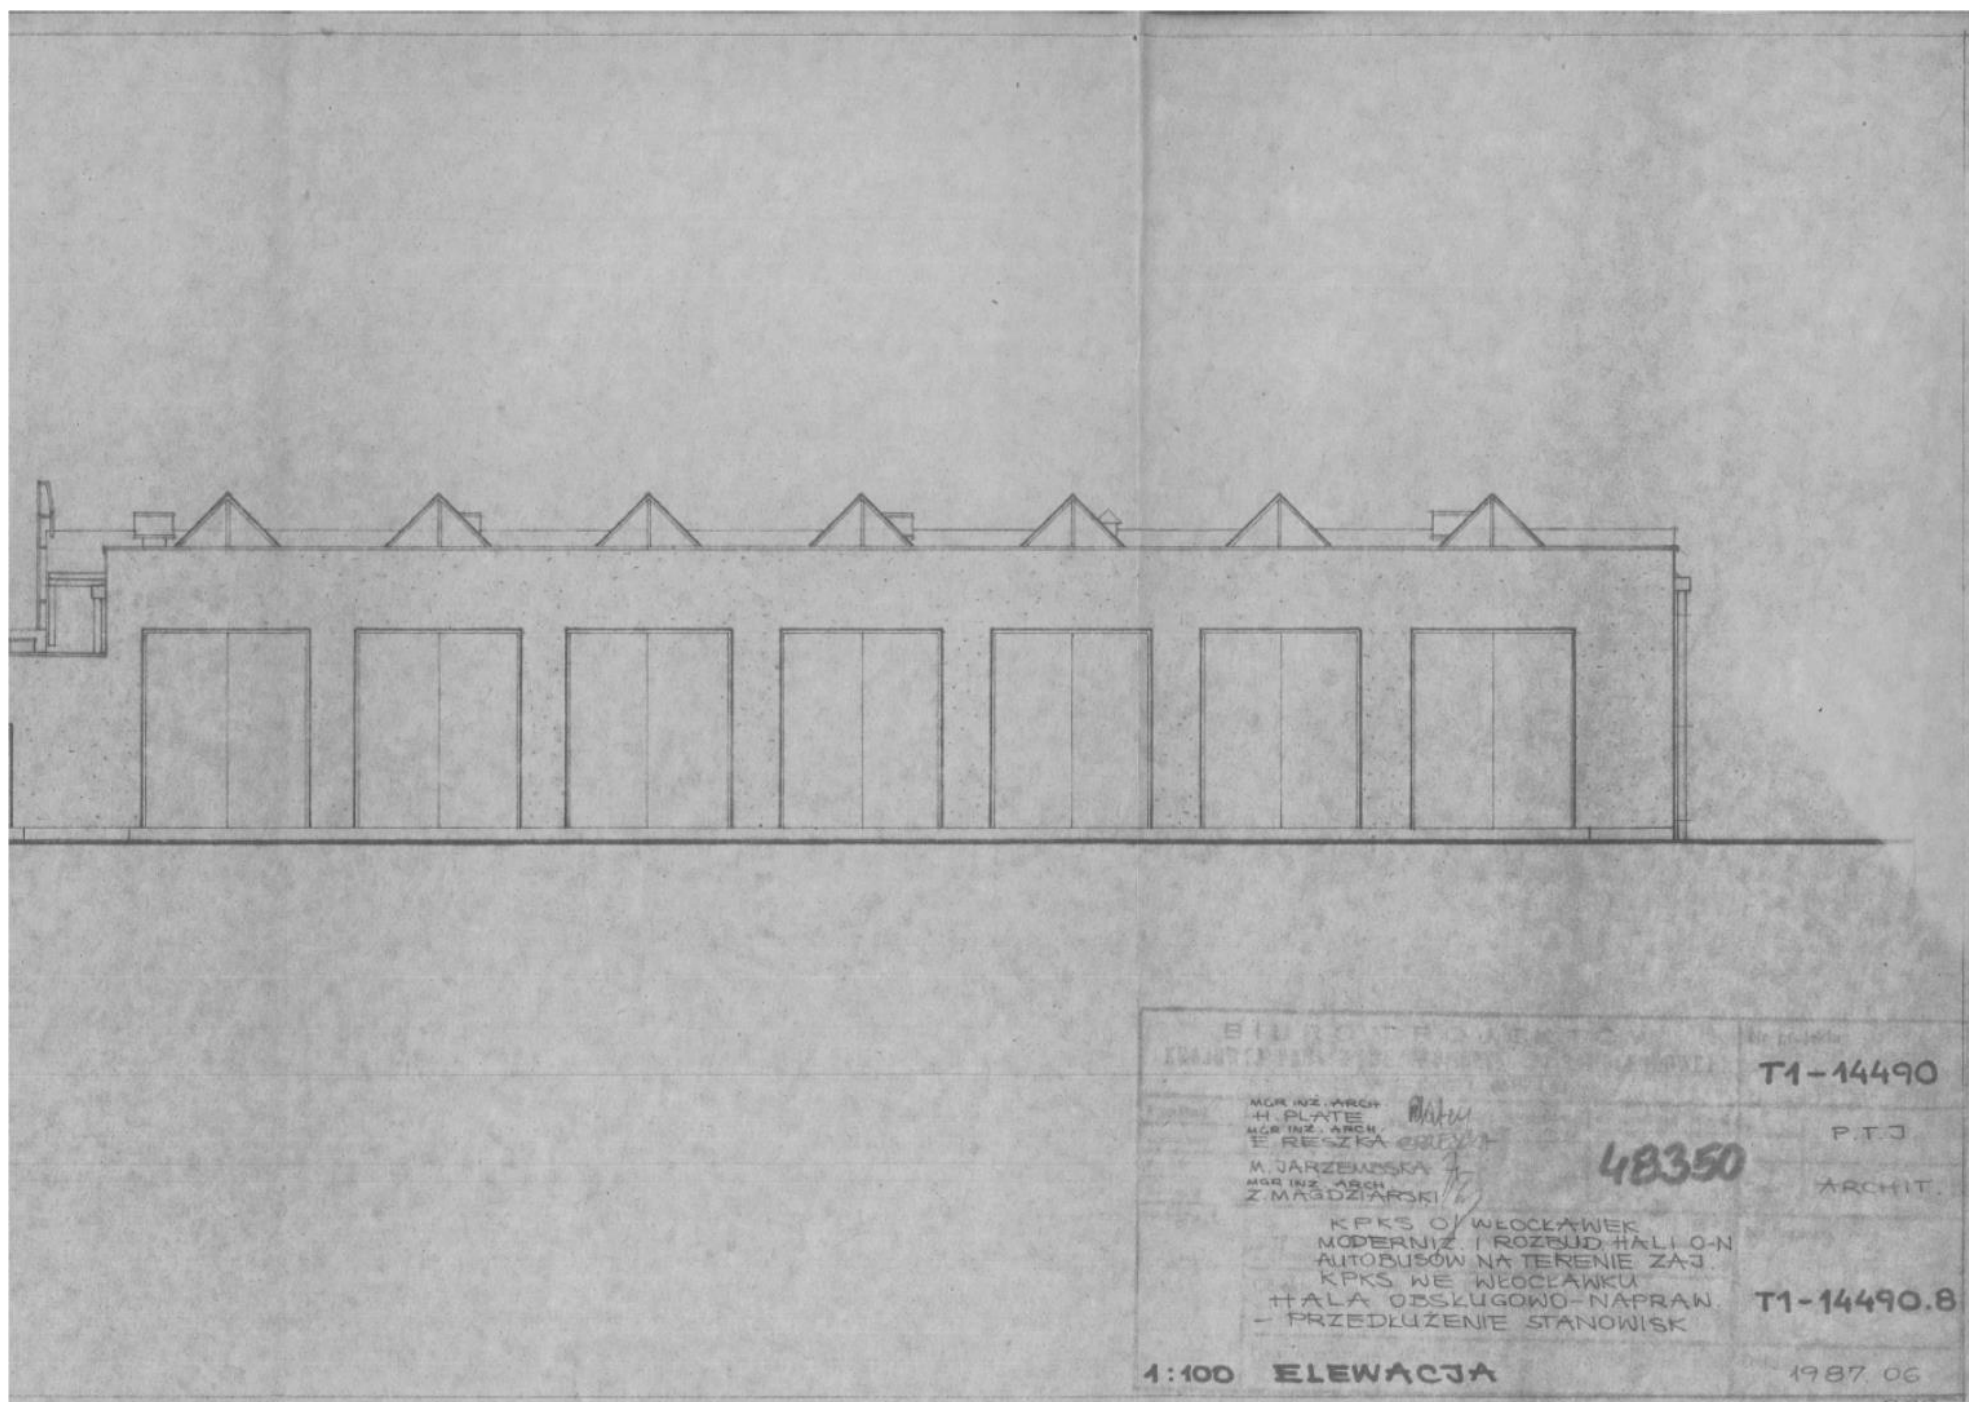 BIURO PROJEKTÓW
T1-14490
MGR INŻ. ARCH.
H. PLATE
MGR INŻ. ARCH.
E RESZKA
M. JARZEMBSKA
MGR INŻ. ARCH.
Z. MAGDZIARSKI
48350
P.T.J
ARCHIT.
KPKS O/WŁOCŁAWEK
MODERNIZ. I ROZBUD. HALI O-N
AUTOBUSÓW NA TERENIE ZAJ.
KPKS WE WŁOCŁAWKU
HALA OBSŁUGOWO-NAPRAW.
- PRZEDŁUŻENIE STANOWISK
T1-14490.8
1:100 ELEWACJA
1987.06